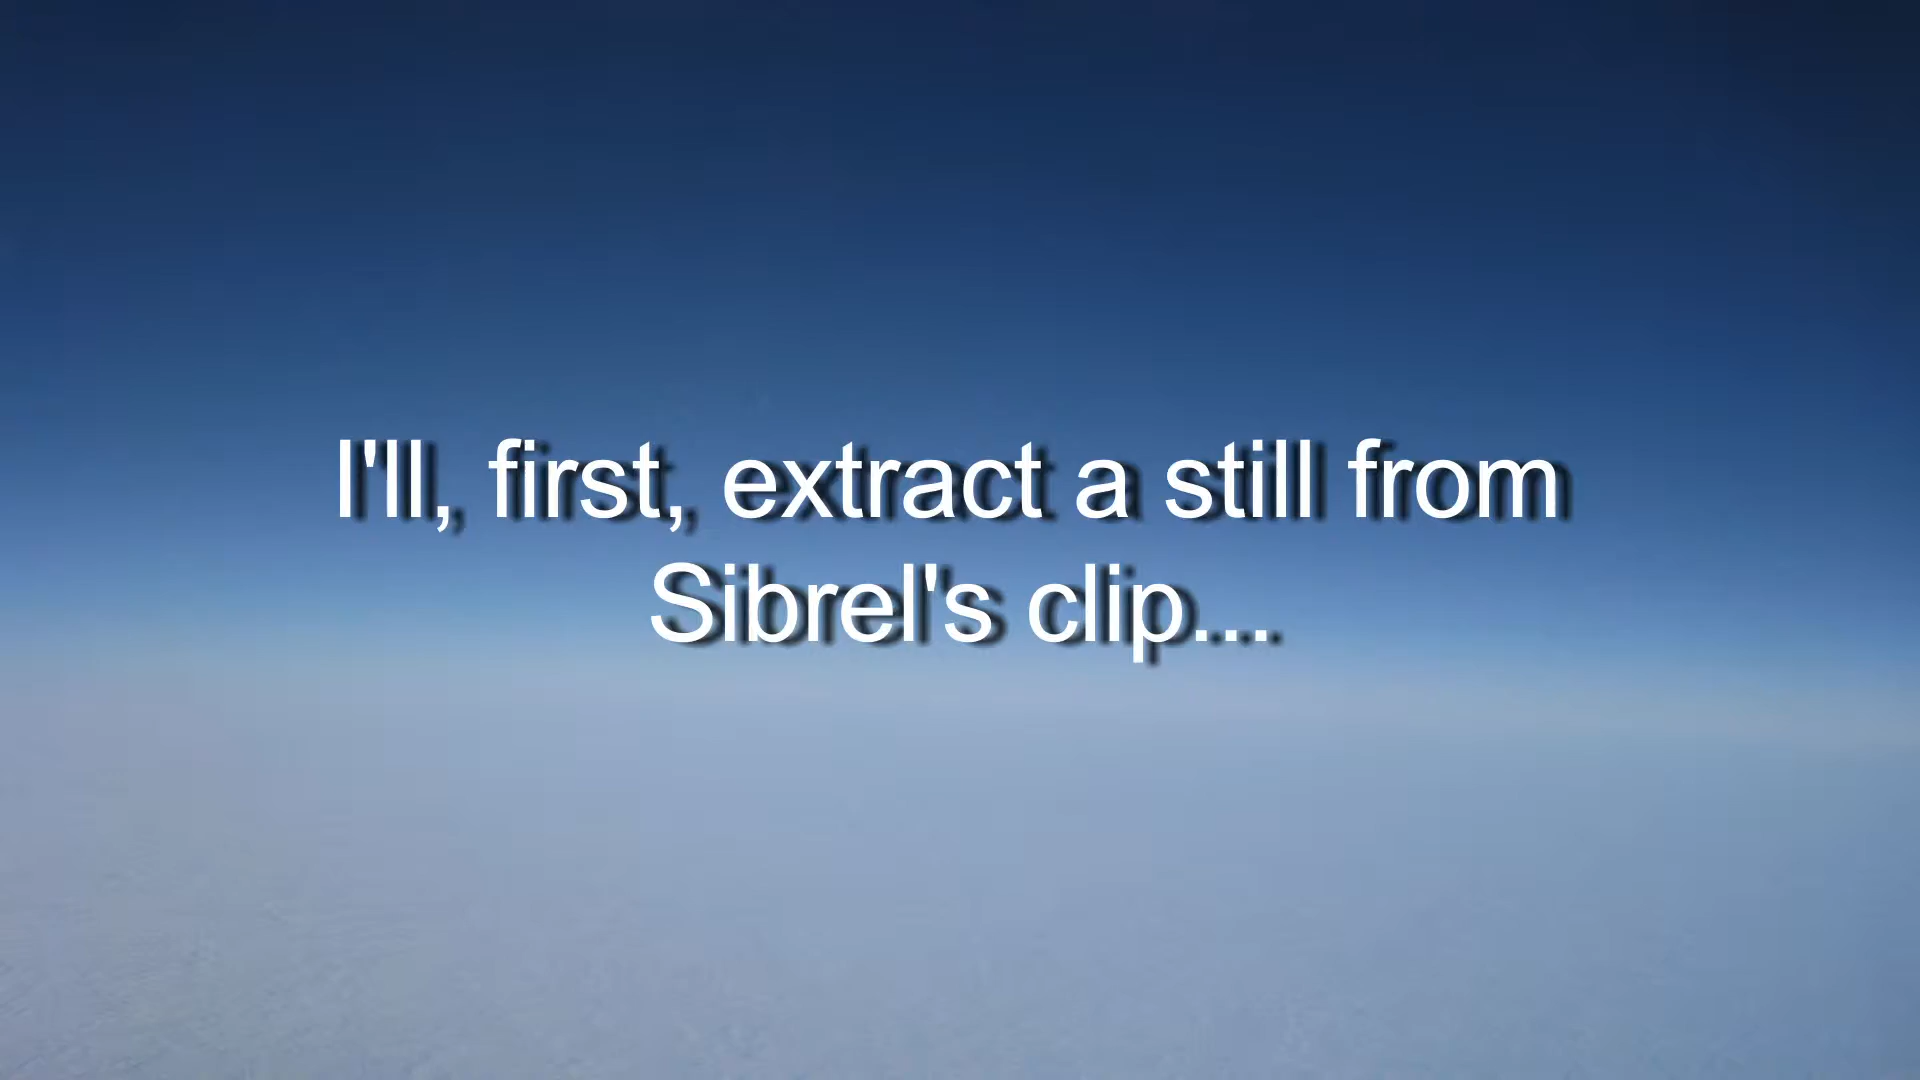 I'll, first, extract a still from
Sibrel's clip....